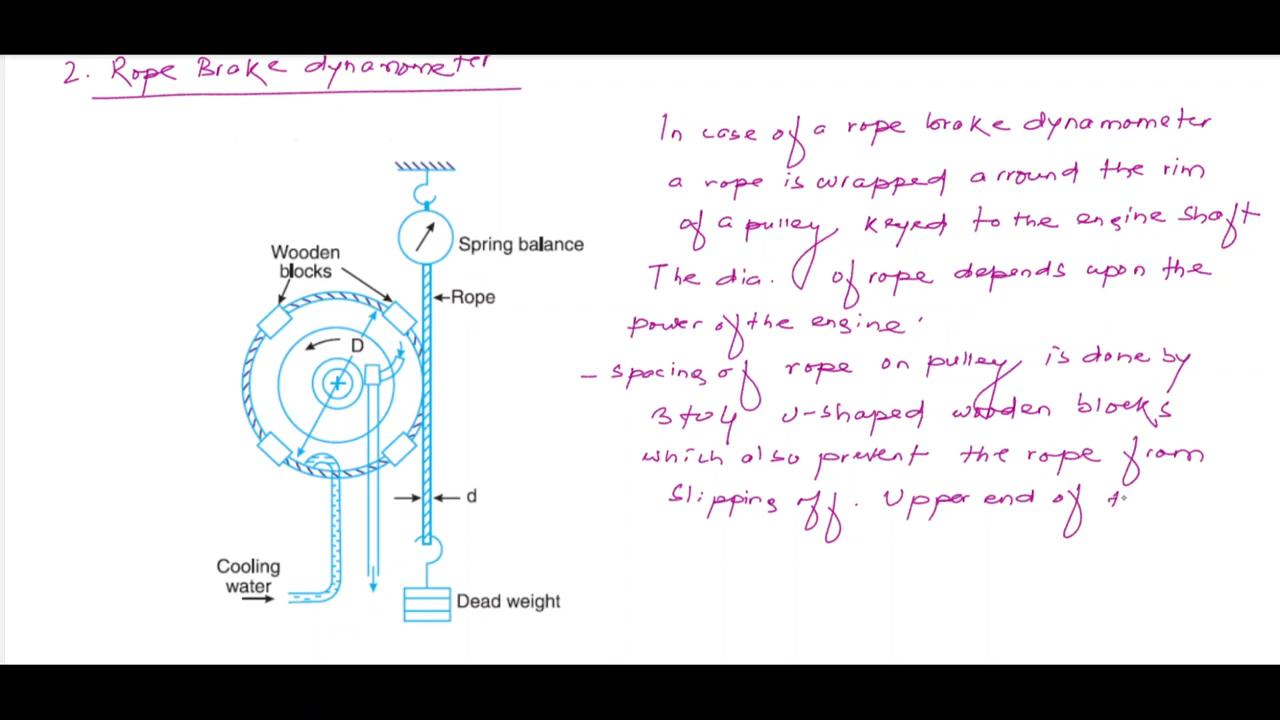 2. Rope Brake dynamometer
In case of a rope brake dynamometer
a rope is wrapped arround the rim
of a pulley keyed to the engine shaft
The dia. of rope depends upon the
power of the engine.
- spacing of rope on pulley is done by
3 to 4 U-shaped wooden blocks
which also prevent the rope from
slipping off. Upper end of
Spring balance
Wooden
blocks
Rope
D
d
Cooling
water
Dead weight